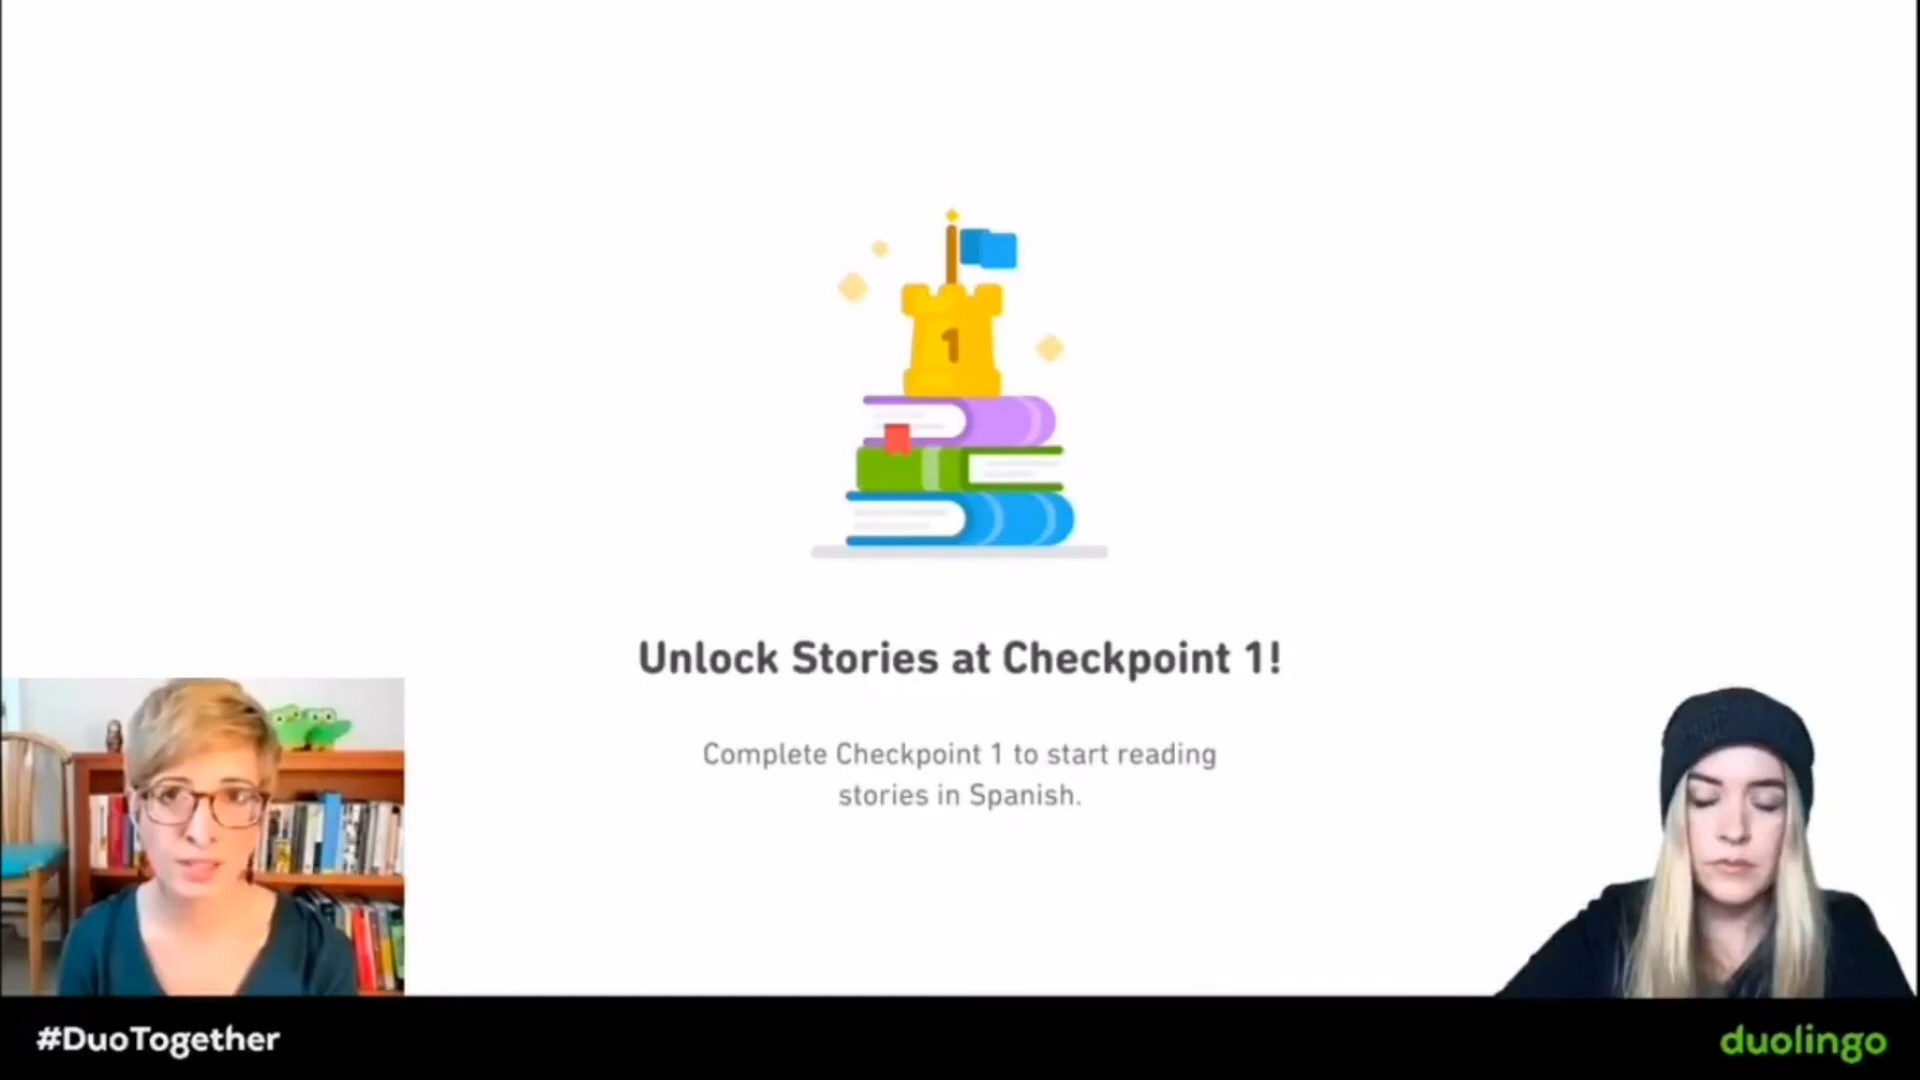 1
Unlock Stories at Checkpoint 1!
Complete Checkpoint 1 to start reading
stories in Spanish.
#DuoTogether
duolingo